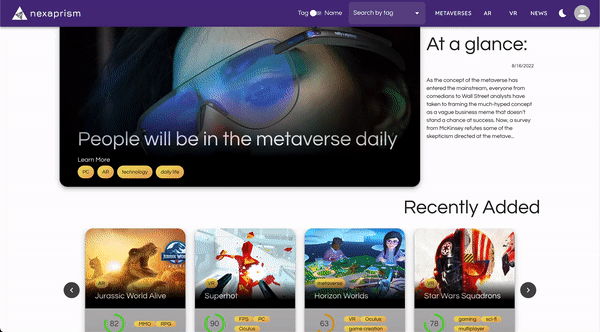 nexaprism
Tag Name
Search by tag
METAVERSES AR VR NEWS
People will be in the metaverse daily
Learn More
PC AR technology daily life
At a glance:
8/16/2022
As the concept of the metaverse has
entered the mainstream, everyone from
comedians to Wall Street analysts have
taken to framing the much-hyped concept
as a vague business meme that doesn't
stand a chance at success. Now, a survey
from McKinsey refutes some of the
skepticism directed at the metave...
Recently Added
AR
Jurassic World Alive
82
MMO RPG
VR
Superhot
90
FPS PC
Oculus
metaverse
Horizon Worlds
63
VR Oculus
game creation
VR
Star Wars Squadrons
78
gaming sci-fi
multiplayer